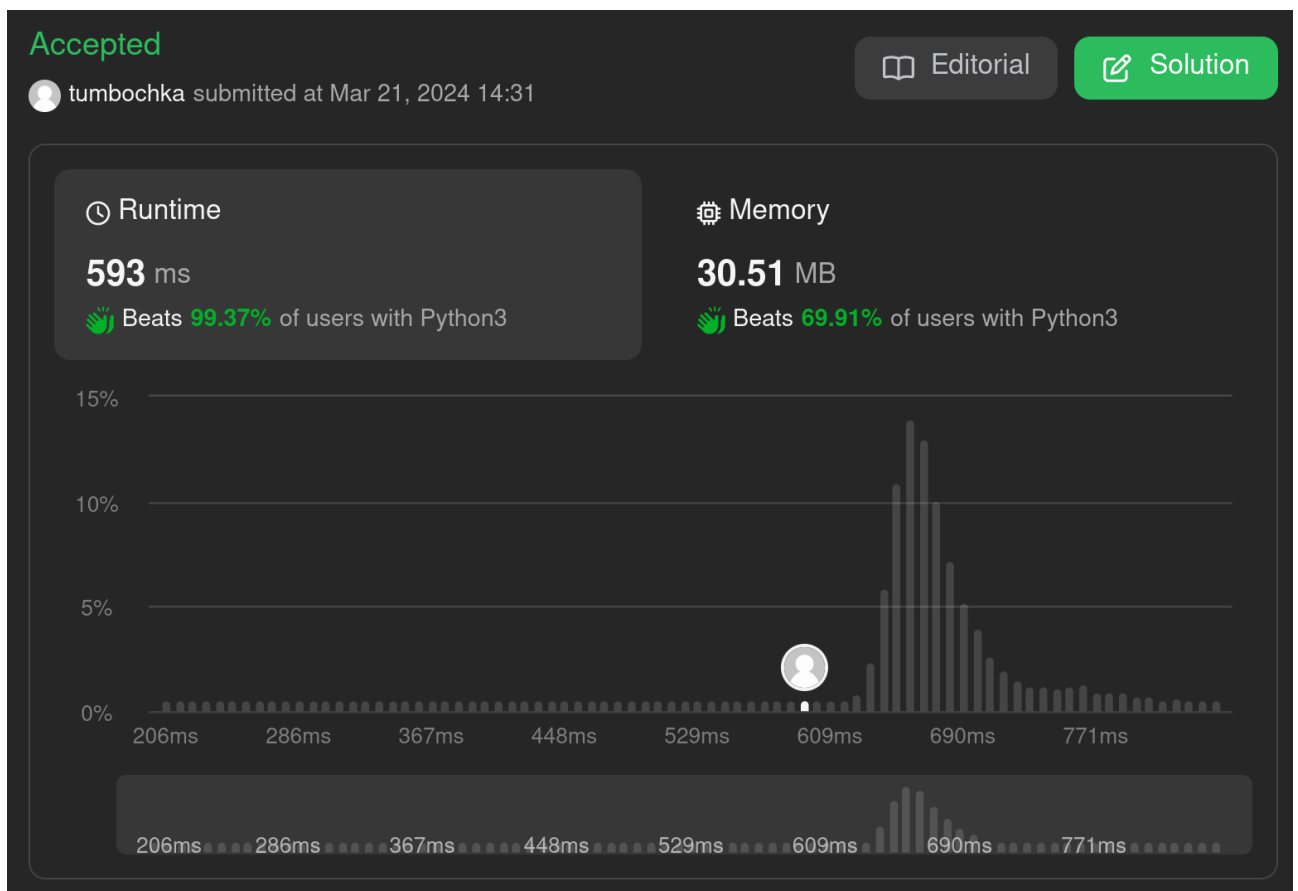 Accepted
Editorial
Solution
tumbochka submitted at Mar 21, 2024 14:31
Runtime
593 ms
Beats 99.37% of users with Python3
Memory
30.51 MB
Beats 69.91% of users with Python3
15%
10%
5%
0%
206ms 286ms 367ms 448ms 529ms 609ms 690ms 771ms
206ms 286ms 367ms 448ms 529ms 609ms 690ms 771ms